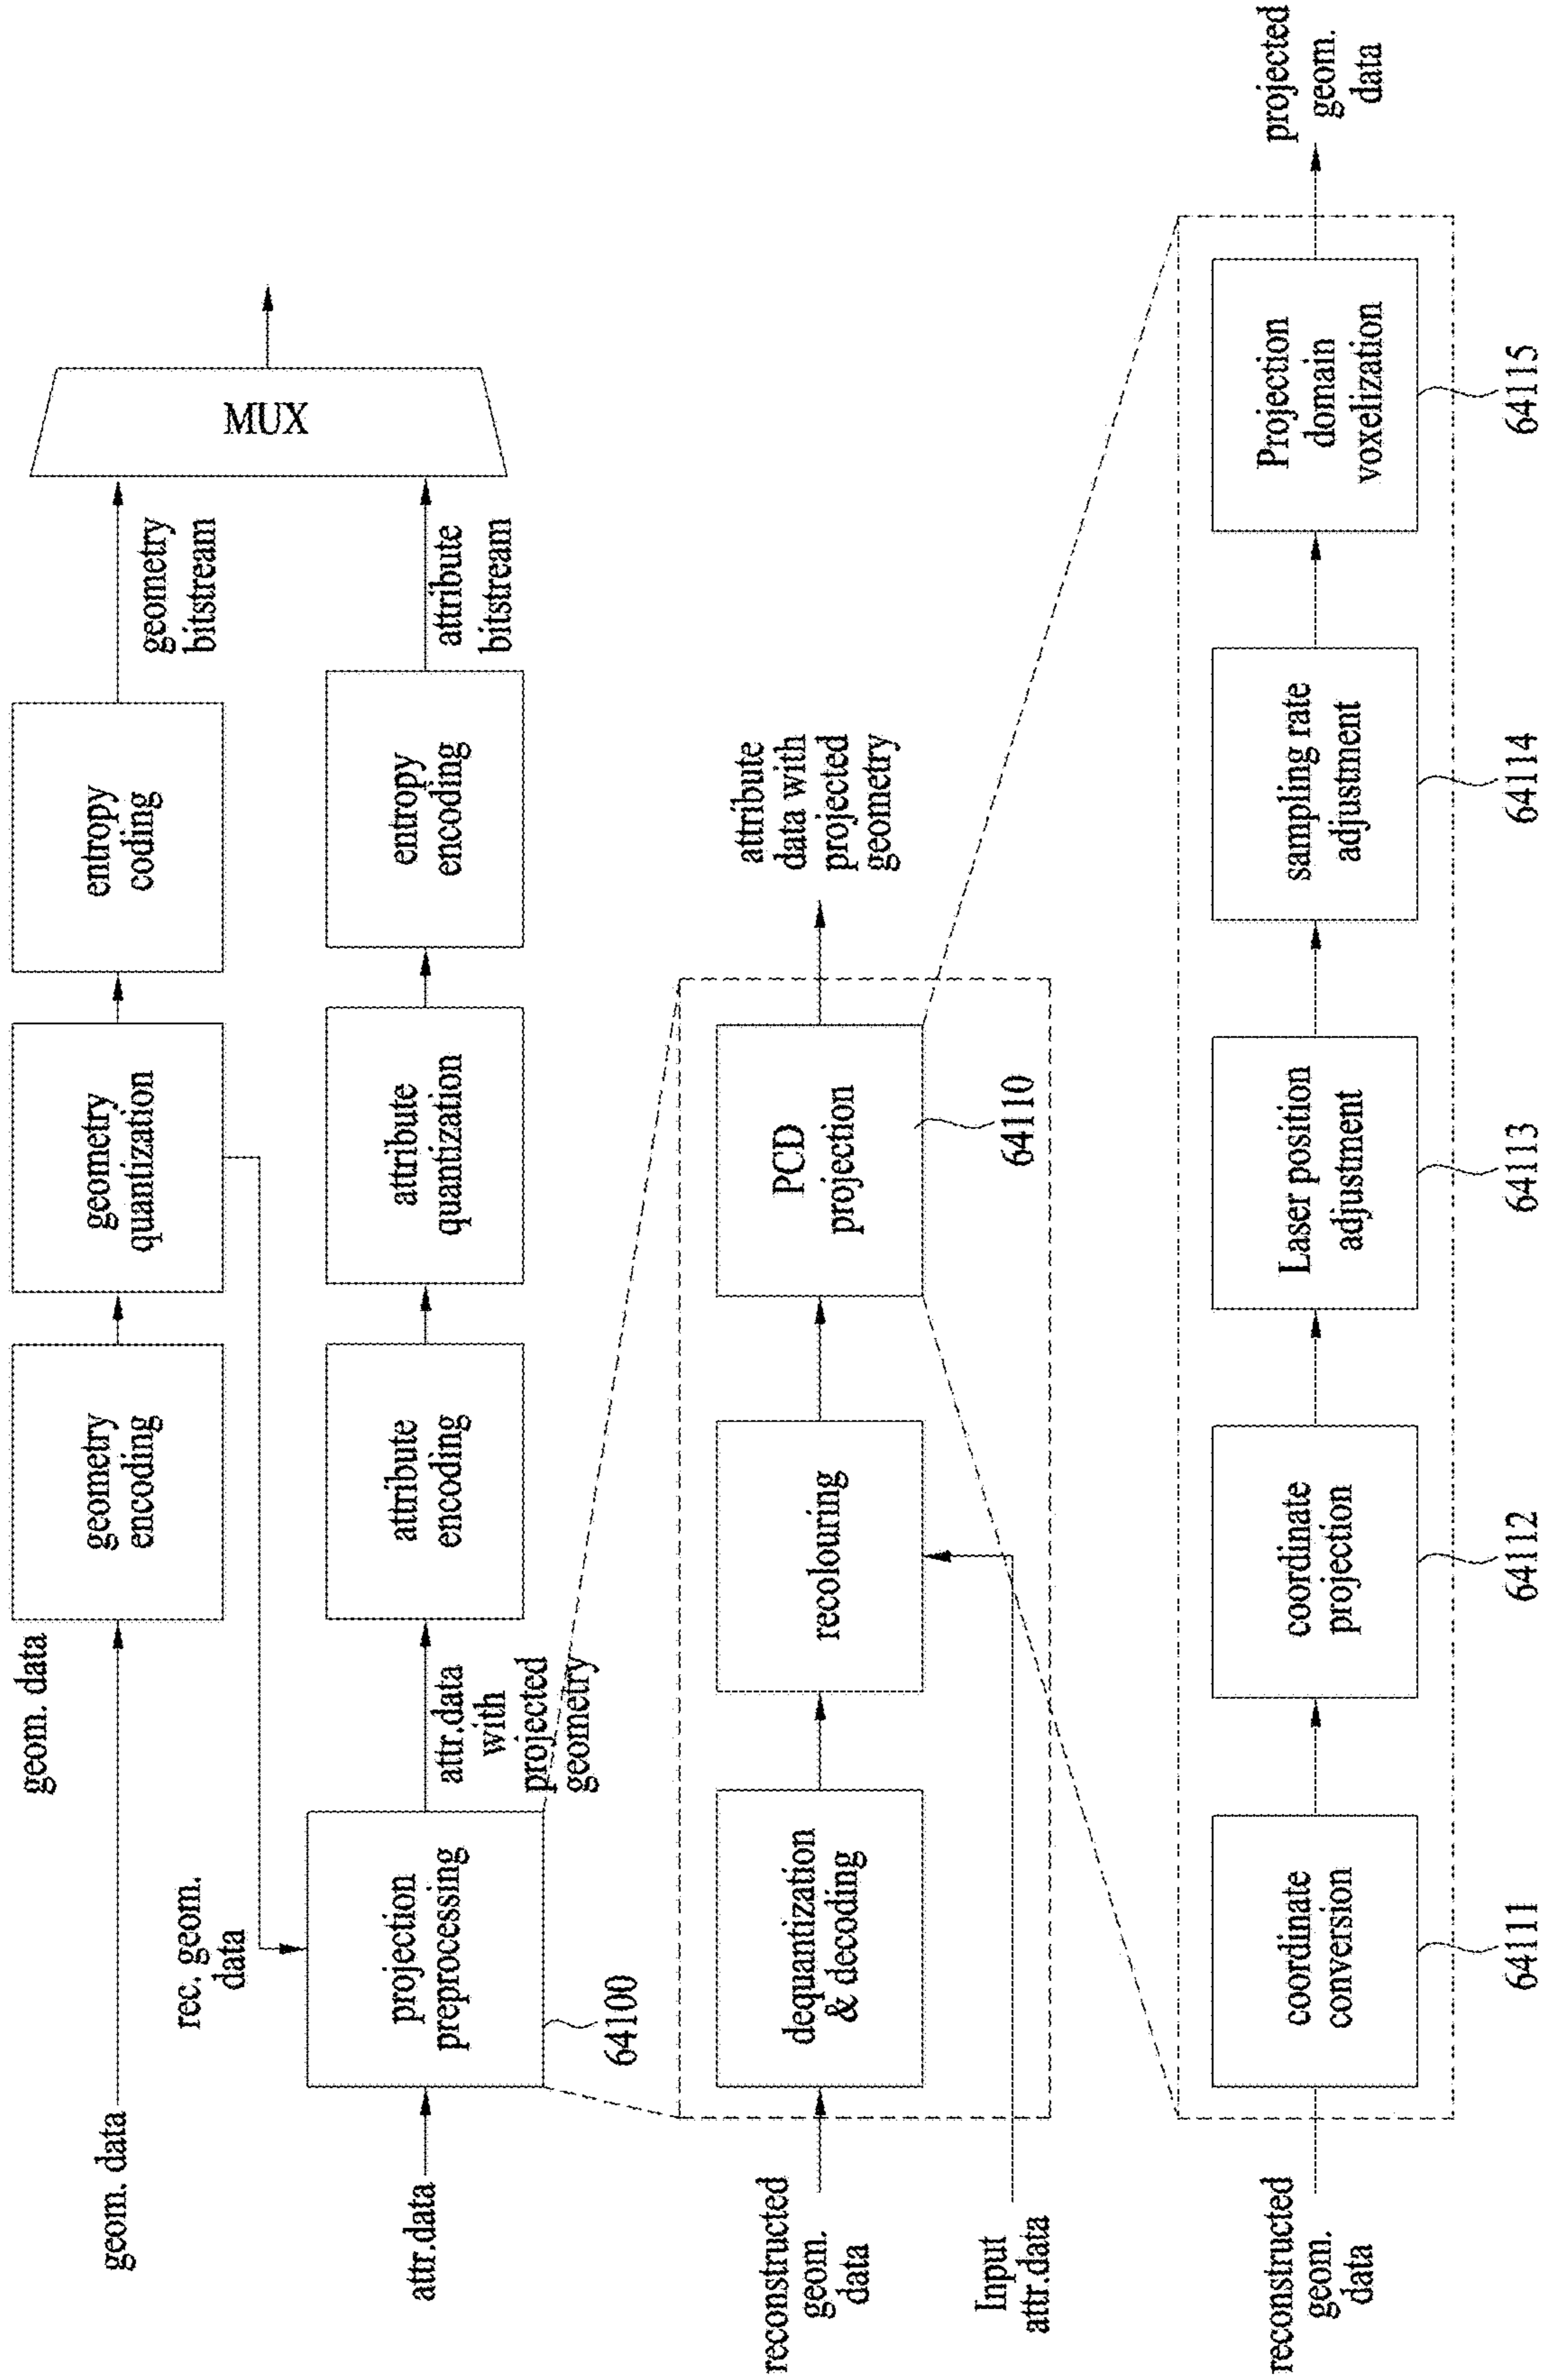 geom. data
geom. data
geometry
encoding
geometry
quantization
entropy
coding
geometry
bitstream
MUX
rec. geom.
data
attr.data
projection
preprocessing
64100
attr.data
with
projected
geometry
attribute
encoding
attribute
quantization
entropy
encoding
attribute
bitstream
reconstructed
geom.
data
Input
attr.data
dequantization
& decoding
recolouring
PCD
projection
64110
attribute
data with
projected
geometry
reconstructed
geom.
data
coordinate
conversion
64111
coordinate
projection
64112
Laser position
adjustment
64113
sampling rate
adjustment
64114
Projection
domain
voxelization
64115
projected
geom.
data